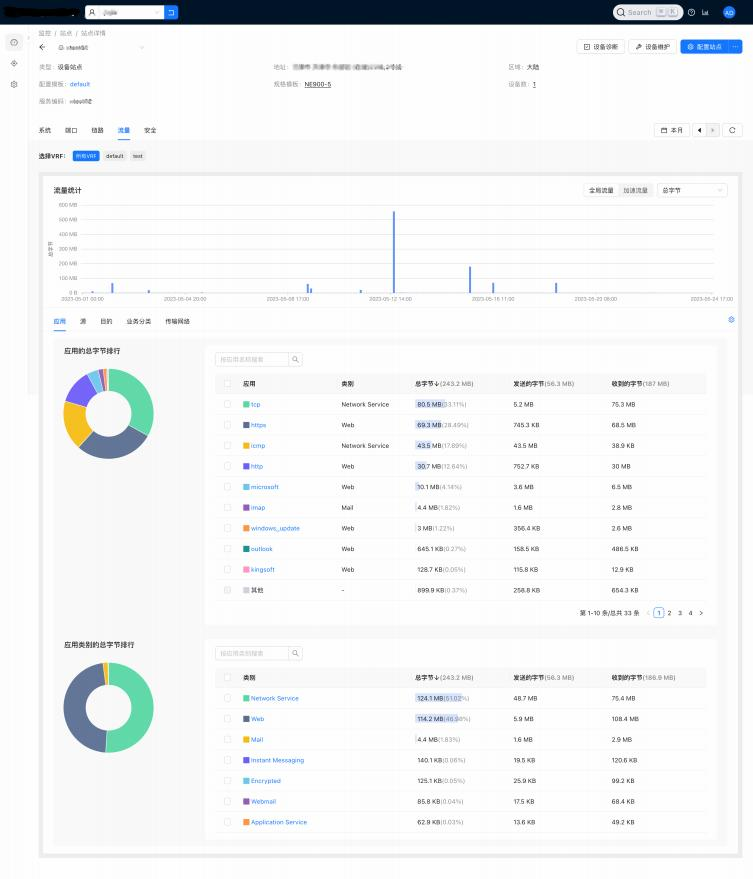 Search ⌘ K AD
监控 / 站点 / 站点详情
设备诊断 设备维护 配置站点 ...
类型: 设备站点 地址: 区域: 大陆
配置模板: default 规格模板: NE900-5 设备数: 1
服务编码:
系统 端口 链路 流量 安全 本月
选择VRF: 所有VRF default test
流量统计 全局流量 加速流量 总字节
总字节
600 MB
500 MB
400 MB
300 MB
200 MB
100 MB
0 B
2023-05-01 00:00 2023-05-04 20:00 2023-05-08 17:00 2023-05-12 14:00 2023-05-16 11:00 2023-05-20 08:00 2023-05-24 17:00
应用 源 目的 业务分类 传输网络
应用的总字节排行
按应用名称搜索
应用 类别 总字节↓(243.2 MB) 发送的字节(56.3 MB) 收到的字节(187 MB)
tcp Network Service 80.5 MB(33.11%) 5.2 MB 75.3 MB
https Web 69.3 MB(28.49%) 745.3 KB 68.5 MB
icmp Network Service 43.5 MB(17.89%) 43.5 MB 38.9 KB
http Web 30.7 MB(12.64%) 752.7 KB 30 MB
microsoft Web 10.1 MB(4.14%) 3.6 MB 6.5 MB
imap Mail 4.4 MB(1.82%) 1.6 MB 2.8 MB
windows_update Web 3 MB(1.22%) 356.4 KB 2.6 MB
outlook Web 645.1 KB(0.27%) 158.5 KB 486.5 KB
kingsoft Web 128.7 KB(0.05%) 115.8 KB 12.9 KB
其他 - 899.9 KB(0.37%) 258.8 KB 654.3 KB
第 1-10 条/总共 33 条 < 1 2 3 4 >
应用类别的总字节排行
按应用类别搜索
类别 总字节↓(243.2 MB) 发送的字节(56.3 MB) 收到的字节(186.9 MB)
Network Service 124.1 MB(51.02%) 48.7 MB 75.4 MB
Web 114.2 MB(46.98%) 5.9 MB 108.4 MB
Mail 4.4 MB(1.83%) 1.6 MB 2.9 MB
Instant Messaging 140.1 KB(0.06%) 19.5 KB 120.6 KB
Encrypted 125.1 KB(0.05%) 25.9 KB 99.2 KB
Webmail 85.8 KB(0.04%) 17.5 KB 68.4 KB
Application Service 62.9 KB(0.03%) 13.6 KB 49.2 KB